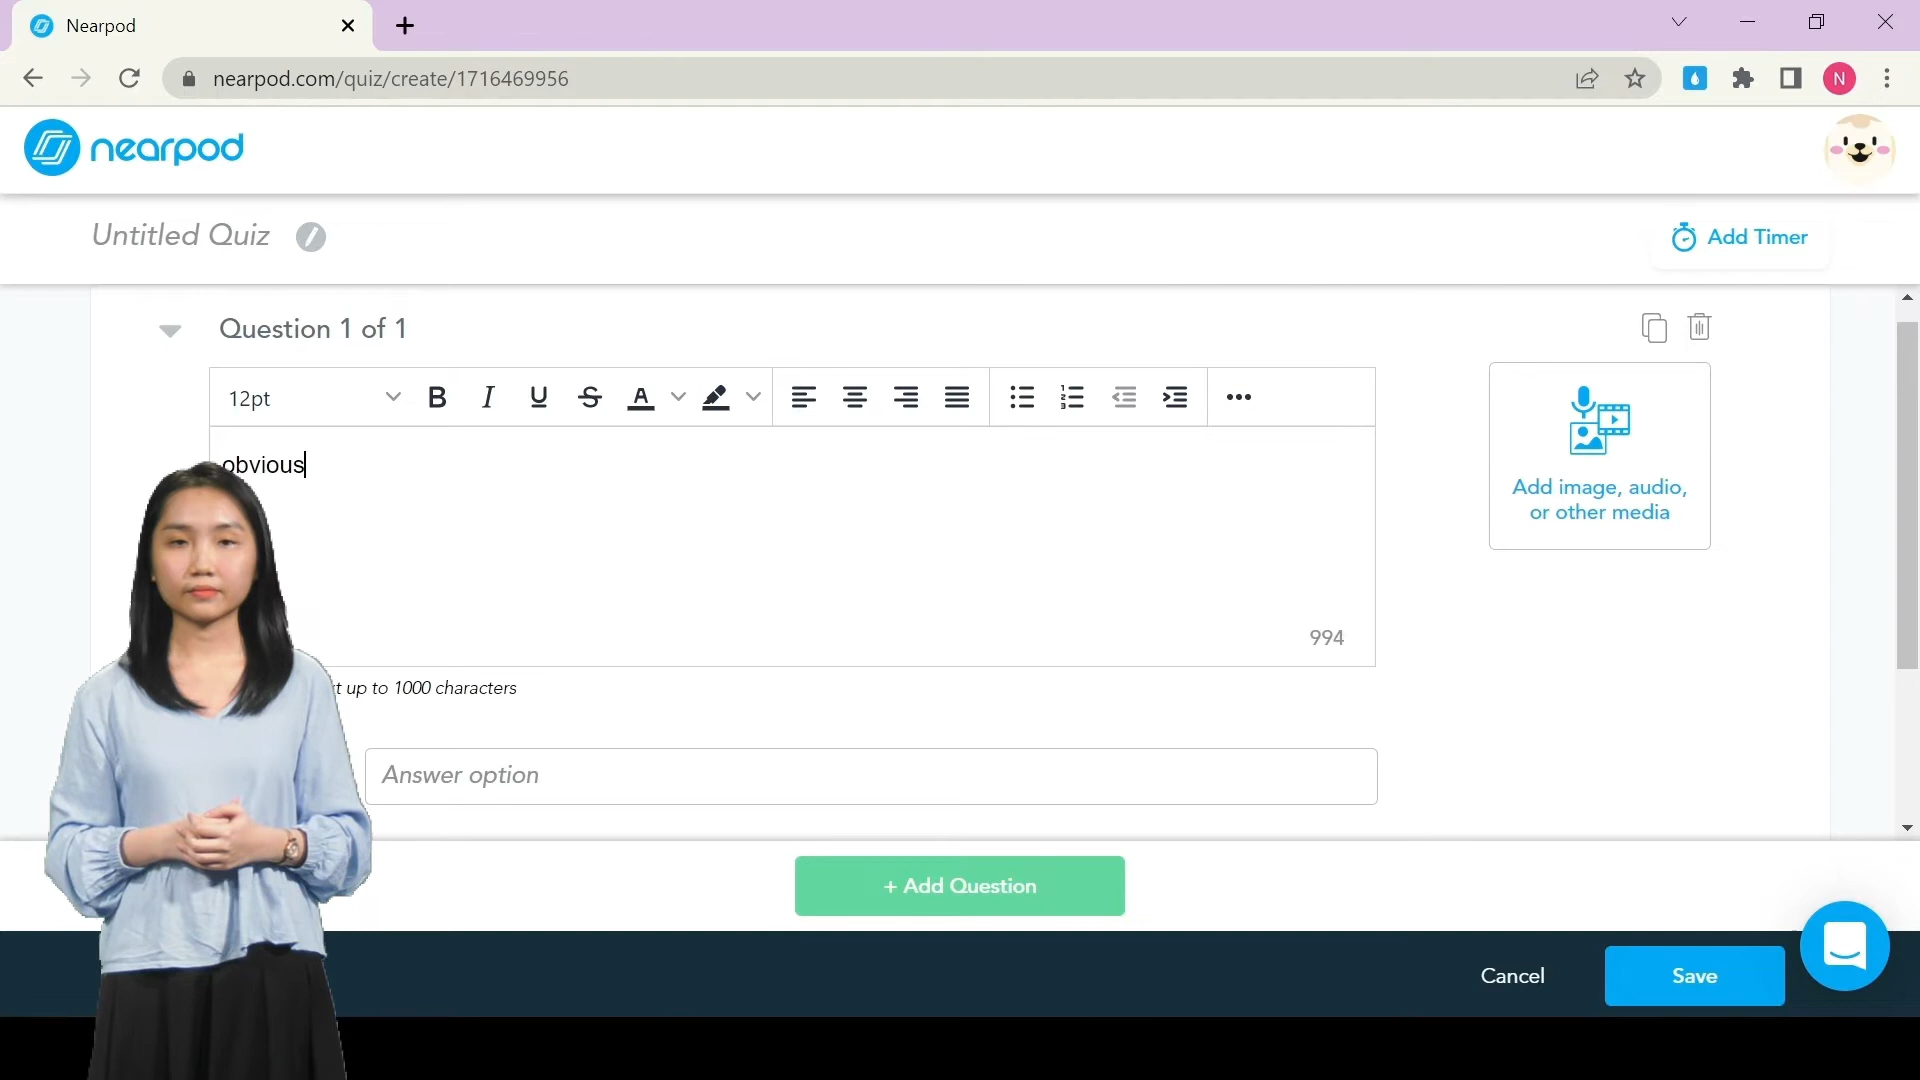 Nearpod
nearpod.com/quiz/create/1716469956
N
nearpod
Untitled Quiz
Add Timer
Question 1 of 1
12pt
B I U S A
obvious
Add image, audio,
or other media
994
t up to 1000 characters
Answer option
+ Add Question
Cancel
Save